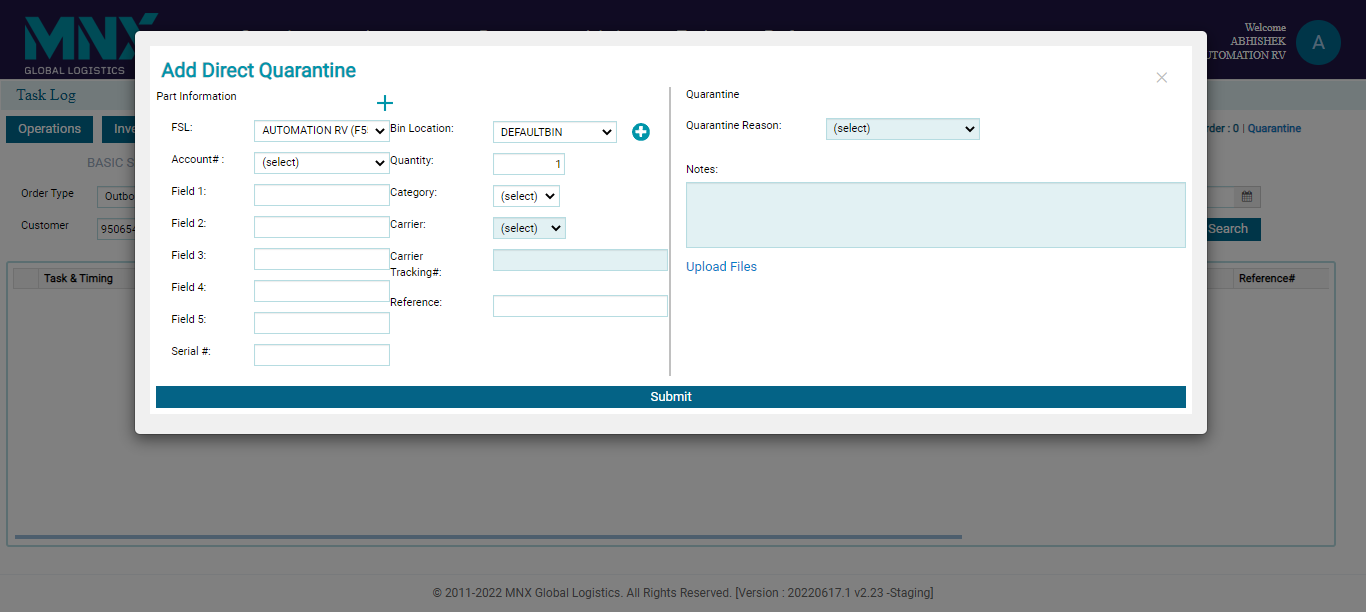 MNX
GLOBAL LOGISTICS
Welcome
ABHISHEK
UTOMATION RV
A
Task Log
Operations
Inve
rder : 0 | Quarantine
BASIC S
Order Type
Outbo
Customer
95065
Search
Task & Timing
Reference#
Add Direct Quarantine
×
Part Information
+
FSL:
AUTOMATION RV (F5
Account# :
(select)
Field 1:
Field 2:
Field 3:
Field 4:
Field 5:
Serial #:
Bin Location:
DEFAULTBIN
Quantity:
1
Category:
(select)
Carrier:
(select)
Carrier
Tracking#:
Reference:
Quarantine
Quarantine Reason:
(select)
Notes:
Upload Files
Submit
© 2011-2022 MNX Global Logistics. All Rights Reserved. [Version : 20220617.1 v2.23 -Staging]